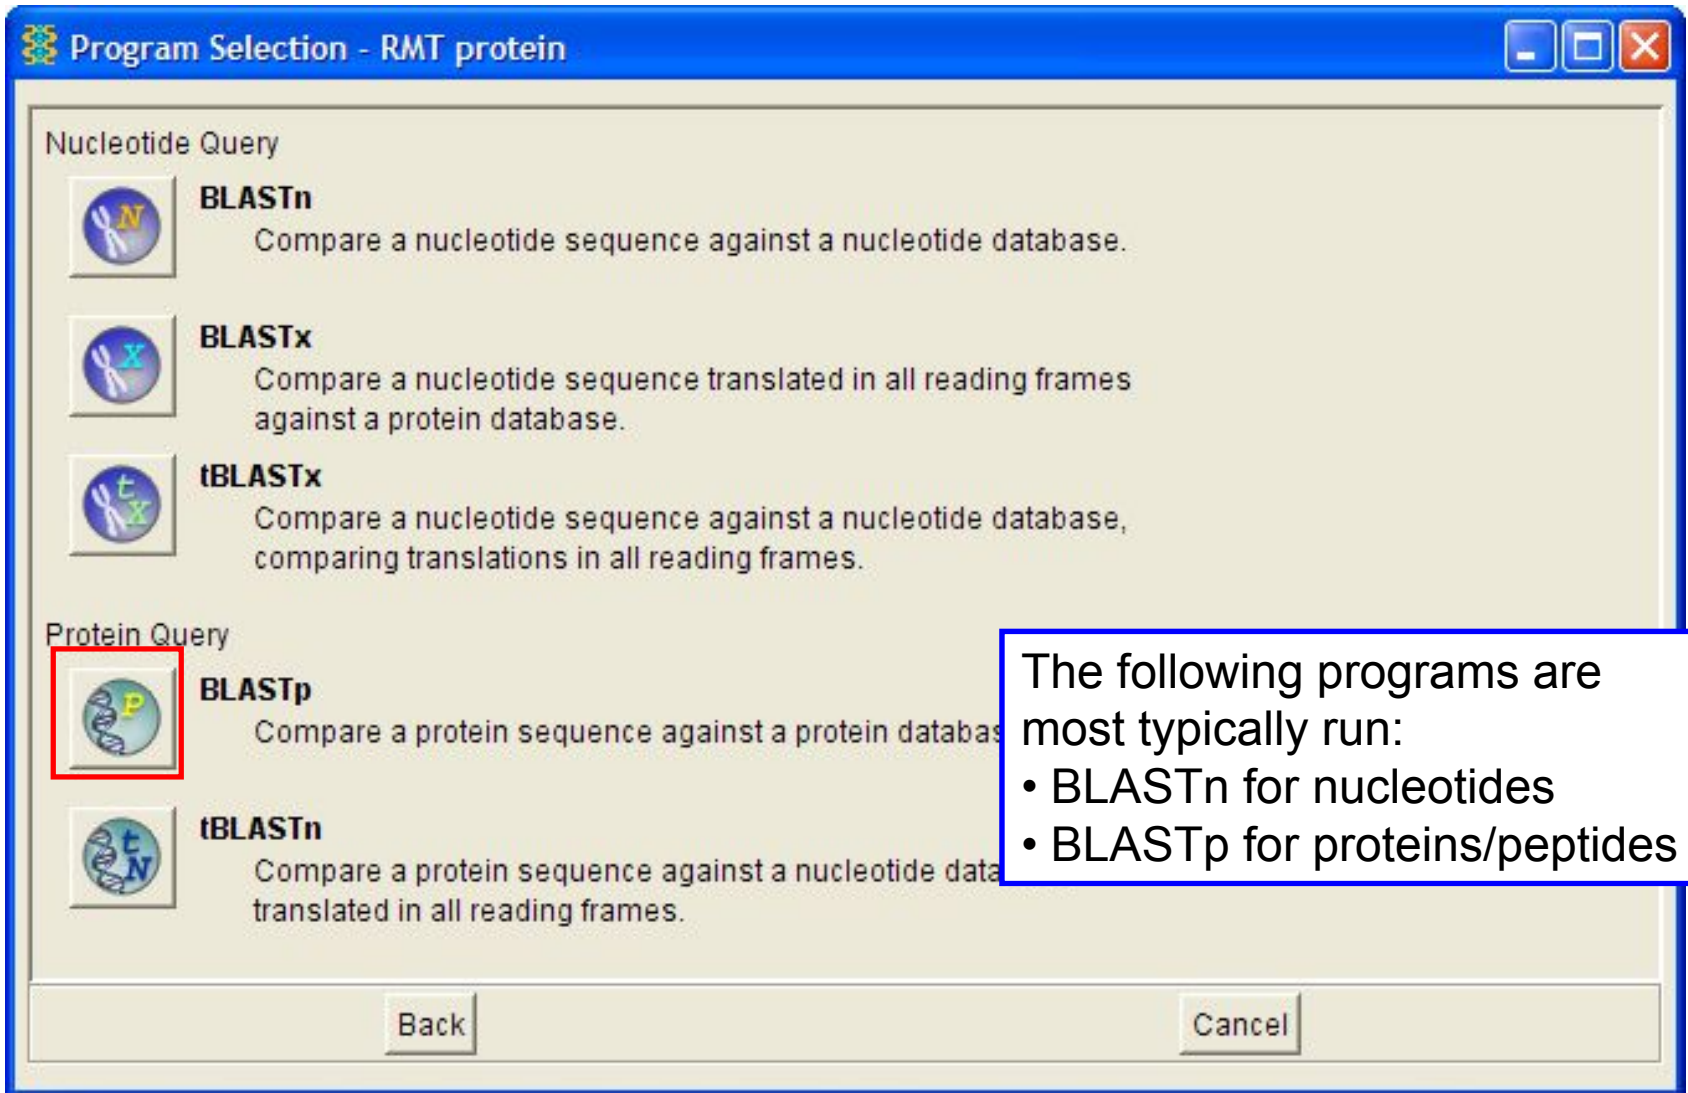 Program Selection - RMT protein
Nucleotide Query
N
BLASTn
Compare a nucleotide sequence against a nucleotide database.
X
BLASTx
Compare a nucleotide sequence translated in all reading frames
against a protein database.
t
X
tBLASTx
Compare a nucleotide sequence against a nucleotide database,
comparing translations in all reading frames.
Protein Query
P
BLASTp
Compare a protein sequence against a protein databas
t
N
tBLASTn
Compare a protein sequence against a nucleotide data
translated in all reading frames.
The following programs are
most typically run:
• BLASTn for nucleotides
• BLASTp for proteins/peptides
Back
Cancel